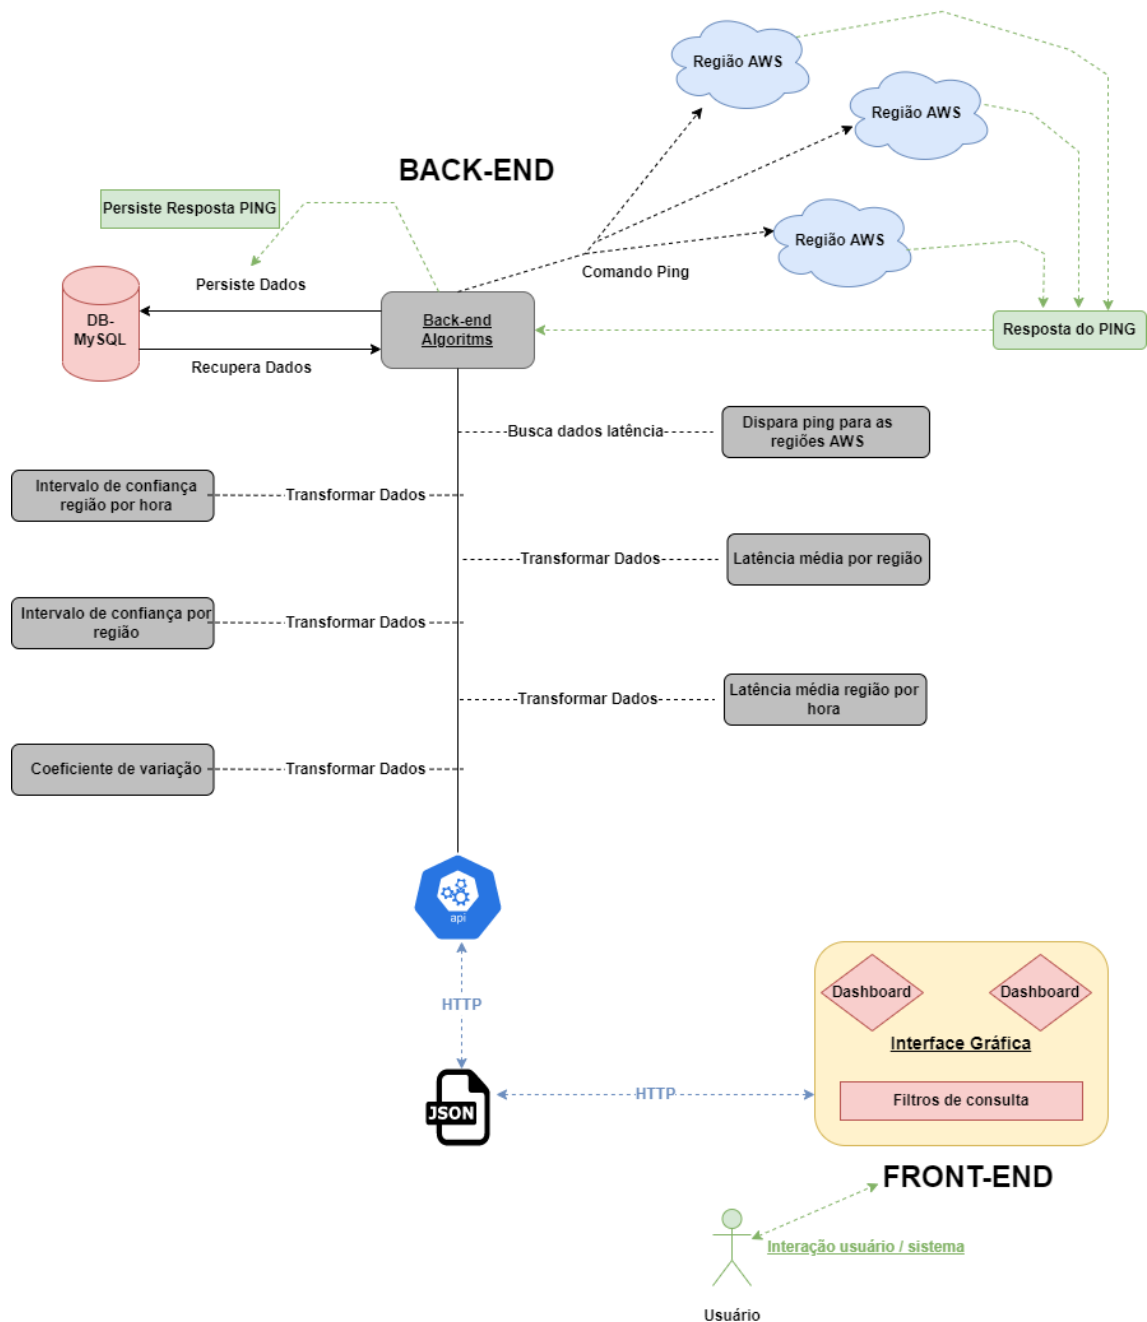 Região AWS
Região AWS
BACK-END
Persiste Resposta PING
Região AWS
Comando Ping
Persiste Dados
DB-
MySQL
Back-end
Algoritms
Resposta do PING
Recupera Dados
Busca dados latência
Dispara ping para as
regiões AWS
Intervalo de confiança
região por hora
Transformar Dados
Transformar Dados
Latência média por região
Intervalo de confiança por
região
Transformar Dados
Transformar Dados
Latência média região por
hora
Coeficiente de variação
Transformar Dados
api
HTTP
Dashboard
Dashboard
Interface Gráfica
JSON
HTTP
Filtros de consulta
FRONT-END
Interação usuário / sistema
Usuário